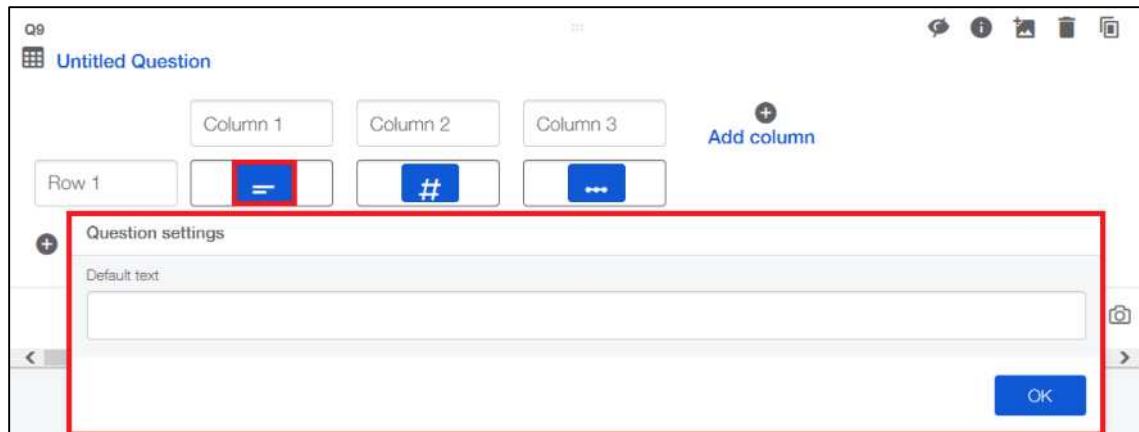 Q9
Untitled Question
Column 1 Column 2 Column 3
Add column
Row 1 #
Question settings
Default text
OK